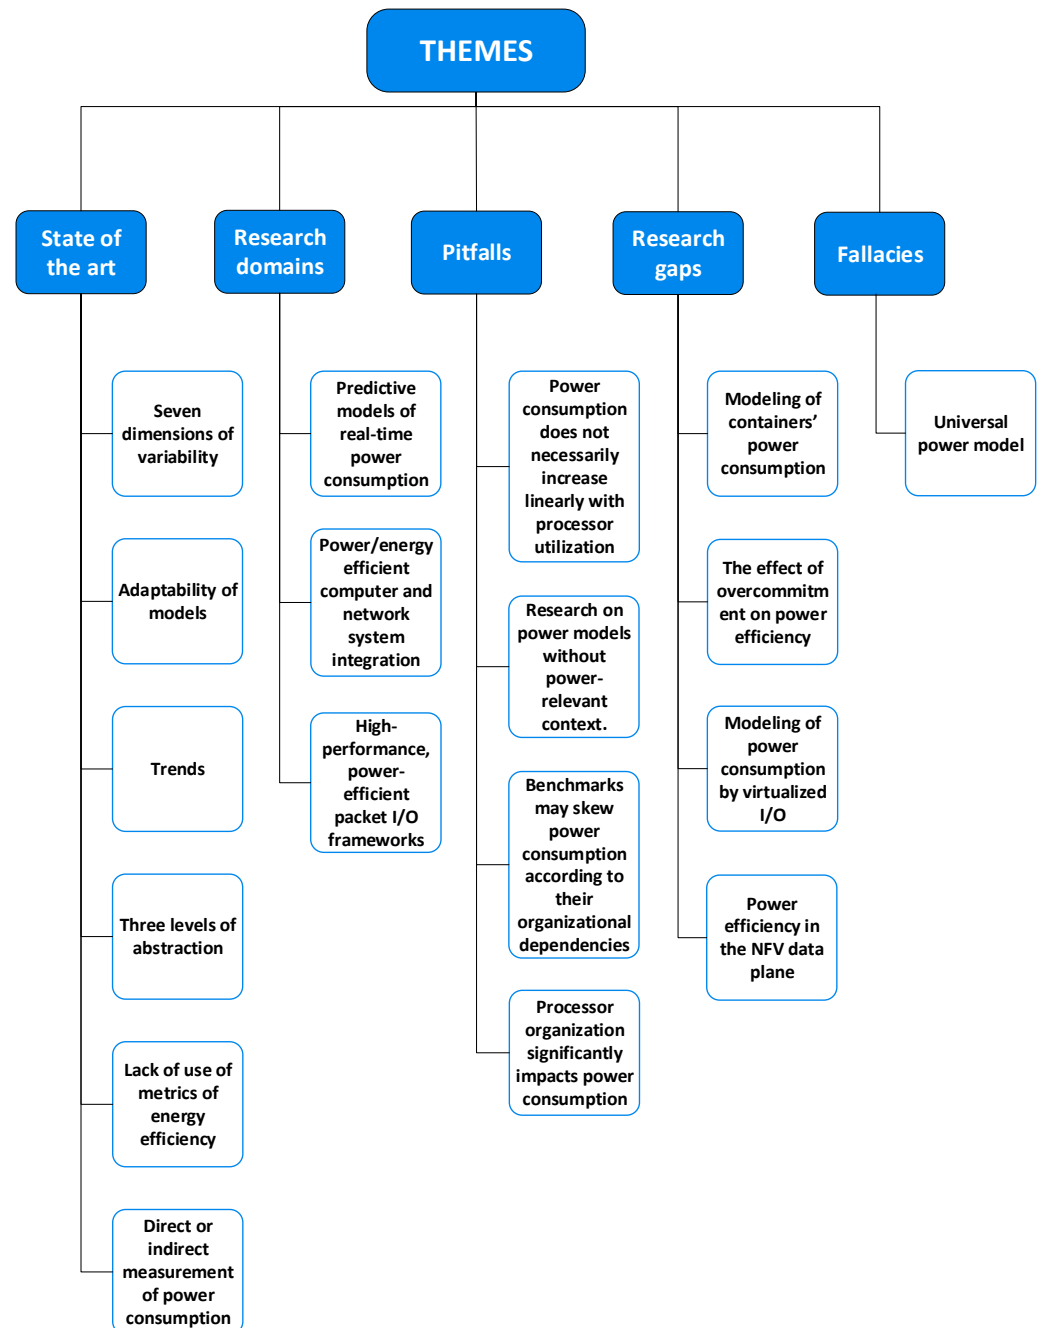 THEMES
State of
the art
Seven
dimensions of
variability
Adaptability of
models
Trends
Three levels of
abstraction
Lack of use of
metrics of
energy
efficiency
Direct or
indirect
measurement
of power
consumption
Research
domains
Predictive
models of
real-time
power
consumption
Power/energy
efficient
computer and
network
system
integration
High-
performance,
power-
efficient
packet I/O
frameworks
Pitfalls
Power
consumption
does not
necessarily
increase
linearly with
processor
utilization
Research on
power models
without
power-
relevant
context.
Benchmarks
may skew
power
consumption
according to
their
organizational
dependencies
Processor
organization
significantly
impacts power
consumption
Research
gaps
Modeling of
containers’
power
consumption
The effect of
overcommitm
ent on power
efficiency
Modeling of
power
consumption
by virtualized
I/O
Power
efficiency in
the NFV data
plane
Fallacies
Universal
power model